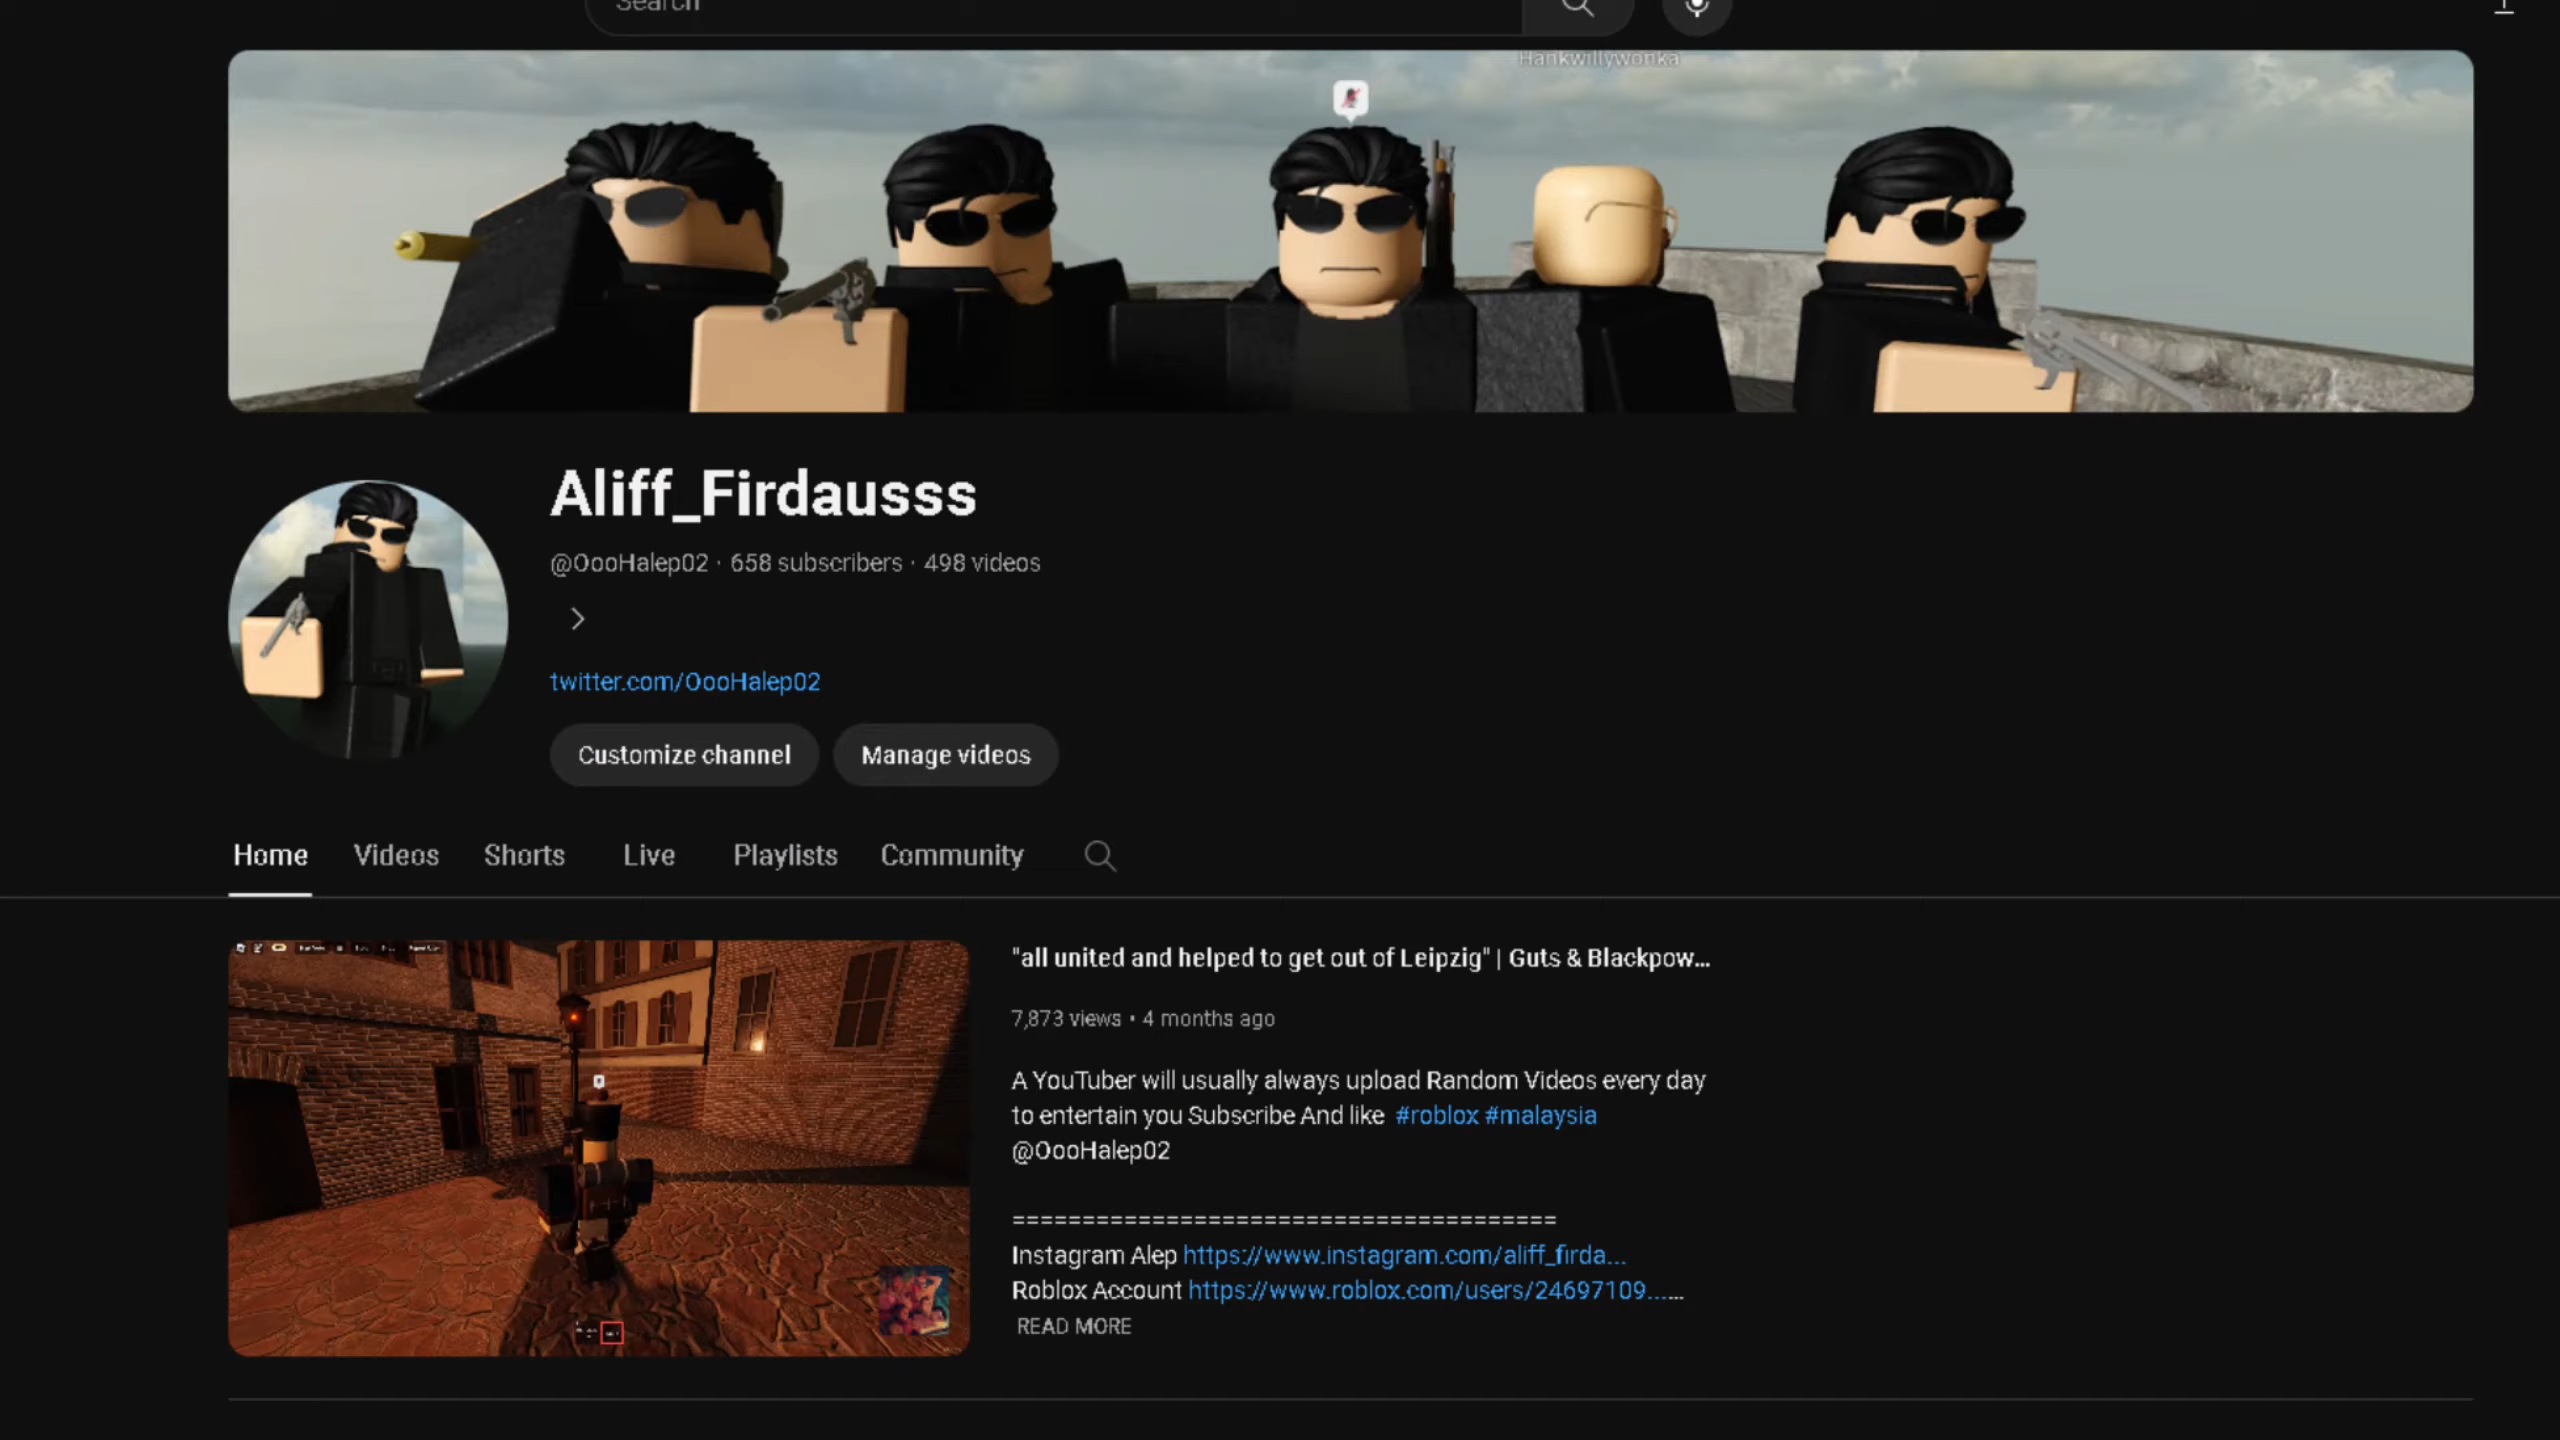 Search
Hankwillywonka
Aliff_Firdausss
@OooHalep02 · 658 subscribers · 498 videos
twitter.com/OooHalep02
Customize channel
Manage videos
Home Videos Shorts Live Playlists Community
"all united and helped to get out of Leipzig" | Guts & Blackpow...
7,873 views • 4 months ago
A YouTuber will usually always upload Random Videos every day
to entertain you Subscribe And like #roblox #malaysia
@OooHalep02
=======================================
Instagram Alep https://www.instagram.com/aliff_firda...
Roblox Account https://www.roblox.com/users/24697109......
READ MORE